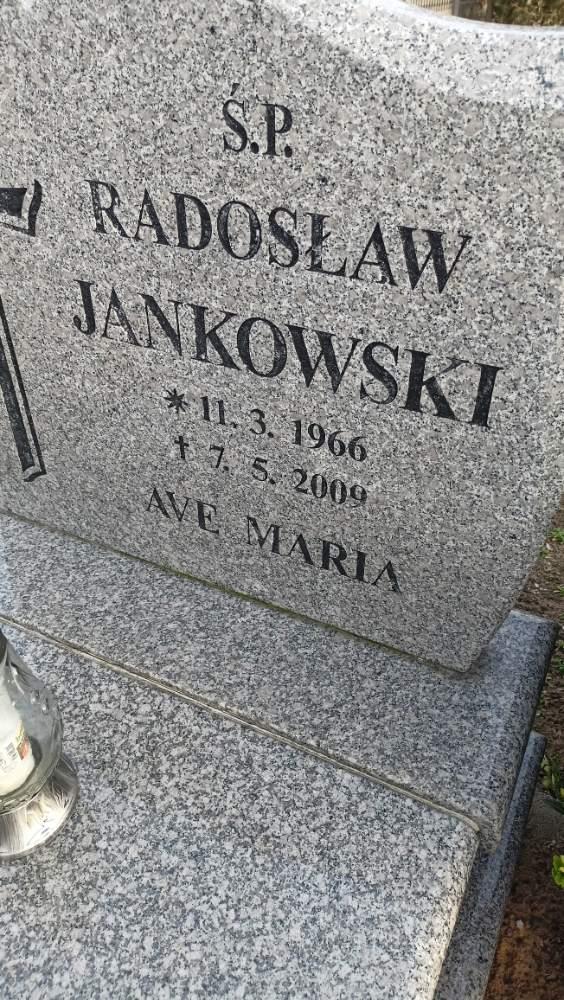 Ś.P.
RADOSŁAW
JANKOWSKI
* 11. 3. 1966
† 7. 5. 2009
AVE MARIA